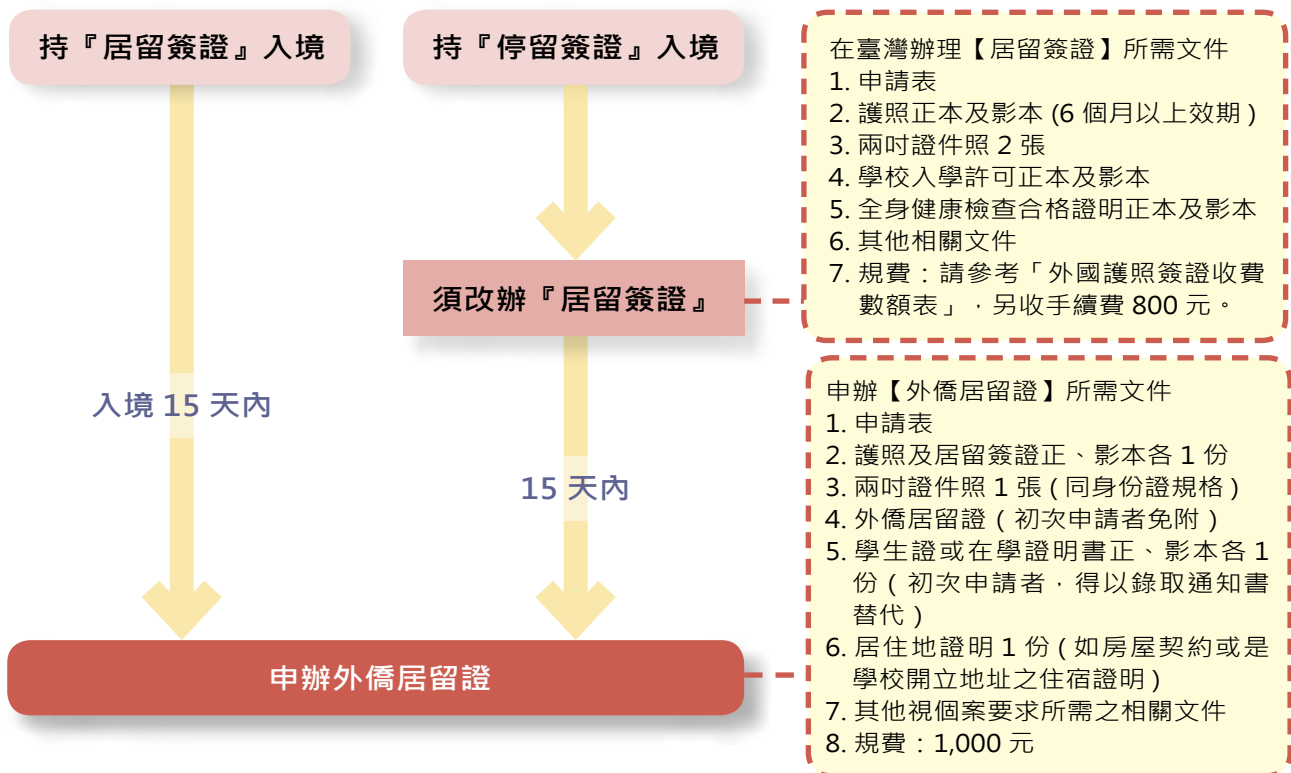 持『居留簽證』入境
持『停留簽證』入境
須改辦『居留簽證』
入境 15 天內
15 天內
申辦外僑居留證
在臺灣辦理【居留簽證】所需文件
1. 申請表
2. 護照正本及影本 (6 個月以上效期)
3. 兩吋證件照 2 張
4. 學校入學許可正本及影本
5. 全身健康檢查合格證明正本及影本
6. 其他相關文件
7. 規費：請參考「外國護照簽證收費
數額表」，另收手續費 800 元。
申辦【外僑居留證】所需文件
1. 申請表
2. 護照及居留簽證正、影本各 1 份
3. 兩吋證件照 1 張 ( 同身份證規格 )
4. 外僑居留證 ( 初次申請者免附 )
5. 學生證或在學證明書正、影本各 1
份 ( 初次申請者，得以錄取通知書
替代 )
6. 居住地證明 1 份 ( 如房屋契約或是
學校開立地址之住宿證明 )
7. 其他視個案要求所需之相關文件
8. 規費：1,000 元